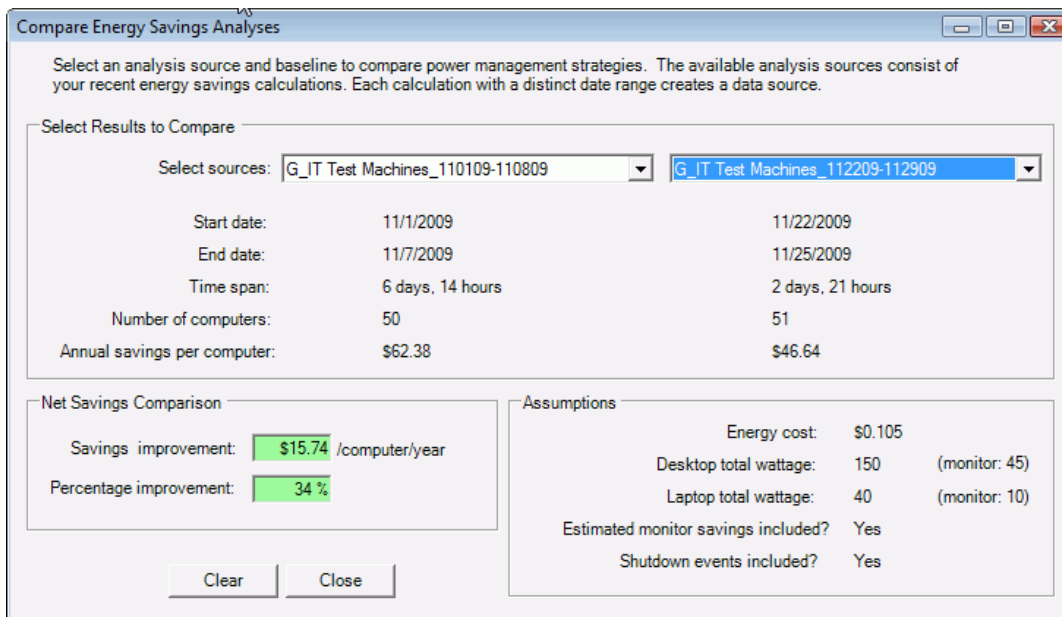 Compare Energy Savings Analyses
Select an analysis source and baseline to compare power management strategies.  The available analysis sources consist of
your recent energy savings calculations. Each calculation with a distinct date range creates a data source.
Select Results to Compare
Select sources: G_IT Test Machines_110109-110809 G_IT Test Machines_112209-112909
Start date: 11/1/2009 11/22/2009
End date: 11/7/2009 11/25/2009
Time span: 6 days, 14 hours 2 days, 21 hours
Number of computers: 50 51
Annual savings per computer: $62.38 $46.64
Net Savings Comparison
Savings improvement: $15.74 /computer/year
Percentage improvement: 34 %
Assumptions
Energy cost: $0.105
Desktop total wattage: 150 (monitor: 45)
Laptop total wattage: 40 (monitor: 10)
Estimated monitor savings included? Yes
Shutdown events included? Yes
Clear Close